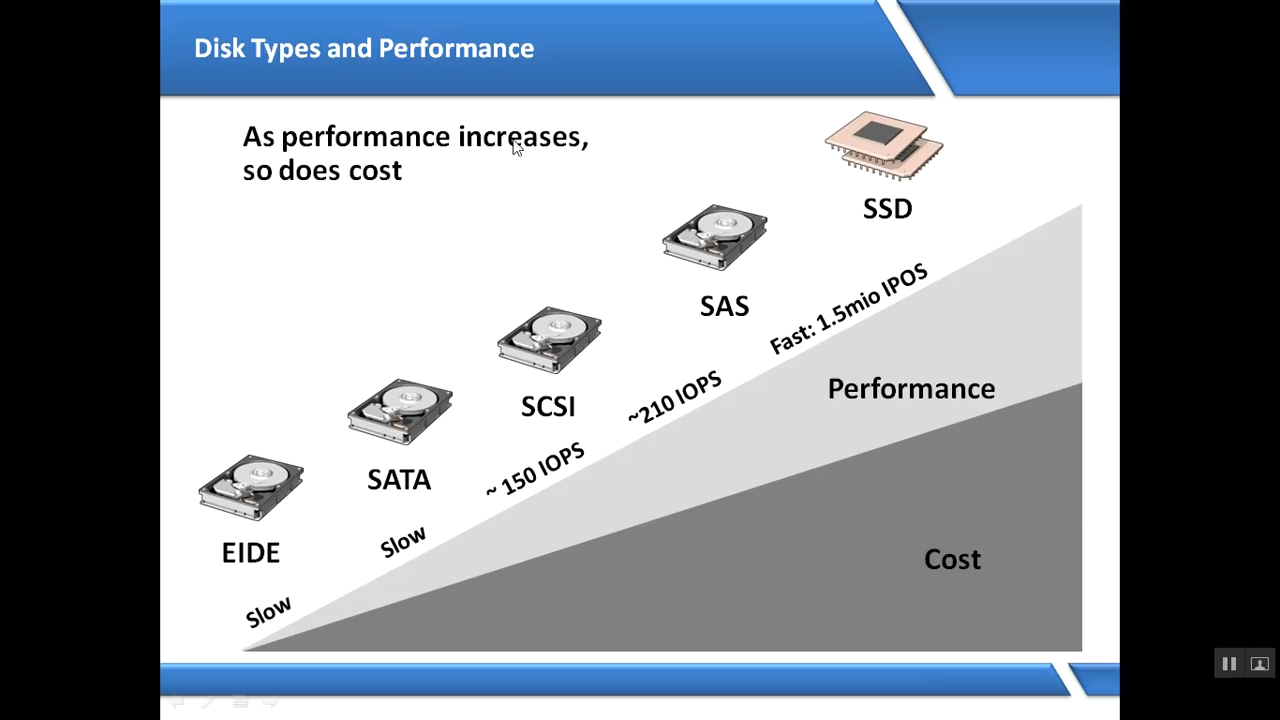 Disk Types and Performance
As performance increases,
so does cost
SSD
SAS
Fast: 1.5mio IPOS
SCSI
~210 IOPS
Performance
SATA
~ 150 IOPS
EIDE
Slow
Cost
Slow